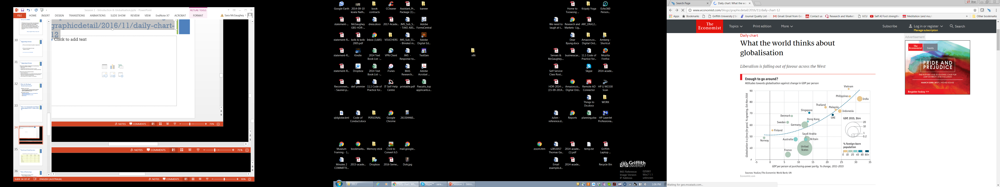 Session 1 - Introduction & Globalisation.pptx - PowerPoint
PICTURE TOOLS
FILE HOME INSERT DESIGN TRANSITIONS ANIMATIONS SLIDE SHOW REVIEW VIEW EndNote X7 ACROBAT FORMAT Sara McGaughey
graphicdetail/2016/11/daily-chart-
12
Click to add text
30
31
32
33
34
35
36
NOTES COMMENTS 73%
NOTES COMMENTS 71%
SLIDE 34 OF 47 ENGLISH (AUSTRALIA) NOTES COMMENTS 93%
Google Earth
2014-09-10
koala Nath...
book
contracts
CCleaner
Assistant_Pr...
Package (1)....
banner
statement-...
McGaughey
GBS-HDR-...
dress.docx
2017-Acade...
JMS_Sub_5...
- TAKE ABS...
Adobe
FormsCentral
statement-R...
kolb & kolb
2005.pdf
Inbox (3,685)
VOUCHERS
JMS_Sub_51...
- Blinded m...
Adobe
Digital Ed...
statement-R...
Kindle
2014 Text
Book List -...
VPN Client
JMS -
Response to...
TestGen
statement-R...
Dropbox
2014 Text
Book List -...
iTunes
IBAS
Research...
Adobe
Acrobat ...
Recommen...
- Saunier.p...
dell premier
11.1 Code of
Practice for...
IT Self Help
Centre
printable.pdf
Pascalis_top
applicants.x...
qldglobe.kml
Code of
Conduct.docx
PERSONAL
Google
Chrome
261504460...
Museum
Framing - 1...
bookmarks...
Memory stick
Click to
Convert 6.5
mail.google...
Minutes 2
COMMITTE...
2015-acade...
Dropbox
2016-Seme...
Doh.jpg
x86
Home to
Toowong ...
Kripaly Yoga
Echo360
Person...
We need to
laugh at t...
Research and
Markets- Lig...
ARC_ERA12...
Dear
Byung.docx
Amazon.co...
Digital Ord...
Amberg -
Shortcut
Servais &
McGaughey...
businesscar...
11.1 Code of
Practice for...
Mozilla
Firefox
Self Service
Class Rost...
Skype
2014-acade...
HDR-2014-...
(15-09-2014...
Amazon.co...
Digital Ord...
Remote AD
Connector
HP LJ M1530
Scan
Things to
Do.docx
WORK
Julien -
reference.d...
Reports
planning.xlsx
HP LaserJet
Professiona...
zoom.htm
s2853057
Thomas Ga...
2014-acade...
(1).pdf
temp.txt
Griffith
Laptop ...
Email
example.d...
2014-acade...
Recycle Bin
Griffith
UNIVERSITY
INS Reference 025981
Image Version Win7 1.1
IP Address unknown
2017 Daily chart: Wh... Skype™ - sara... Session 1 - Intro... 1:06 PM
Search Page Daily chart: What the wo Sara
www.economist.com/blogs/graphicdetail/2016/11/daily-chart-12
Apps Bookmarks Griffith University | Si Journal Quality List - Gmail: Email from Goo Contact us Research and Market UCU Self AI Foot strength Meditation (and may » Other bookmarks
The
Economist
Topics Print edition More Subscribe Log in or register Search
Manage subscription
Daily chart
What the world thinks about
globalisation
Liberalism is falling out of favour across the West
Enough to go around?
Attitudes towards globalisation against change in GDP per person
Globalisation is a force for good, % agreeing, Oct-Nov 2016
90
80
70
60
50
40
Vietnam
Philippines
India
Thailand
Malaysia
Singapore
Indonesia
Denmark
UAE
Hong Kong
Sweden
Germany
Finland
Saudi Arabia
Norway
Australia
Britain
United
States
France
GDP, 2015, $trn
20
10
1
0.2
% foreign-born
population
0 10 20 40 80 80+
-5 0 5 10 15 20 25 30 35
GDP per person at purchasing-power parity, % change, 2011-2015
Sources: YouGov/The Economist; World Bank; UN
Economist.com
Advertisement
The
Economist Events
PRIDE AND
PREJUDICE
THE BUSINESS AND ECONOMIC CASE FOR
LGBT DIVERSITY AND INCLUSION
MARCH 23RD 2017 | HONG KONG
Register today >>
Waiting for geo.moatads.com...